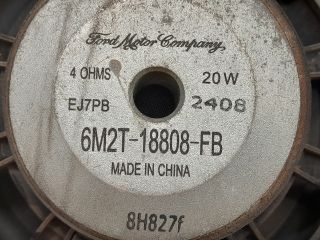 Ford Motor Company
4 OHMS 20W
EJ7PB 2408
6M2T-18808-FB
MADE IN CHINA
8H827f